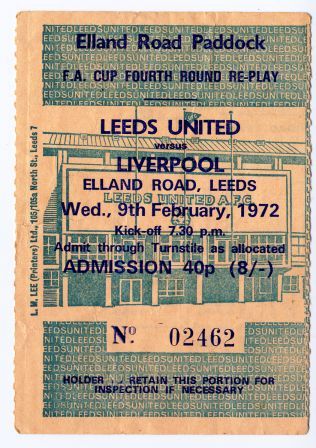 Elland Road Paddock
F.A. CUP FOURTH ROUND RE-PLAY
LEEDS UNITED
versus
LIVERPOOL
ELLAND ROAD, LEEDS
LEEDS UNITED A.F.C.
Wed., 9th February, 1972
Kick-off 7.30 p.m.
Admit through Turnstile as allocated
ADMISSION 40p (8/-)
Nº 02462
HOLDER RETAIN THIS PORTION FOR
INSPECTION IF NECESSARY
L. M. LEE (Printers) Ltd., 165/165a North St., Leeds 7